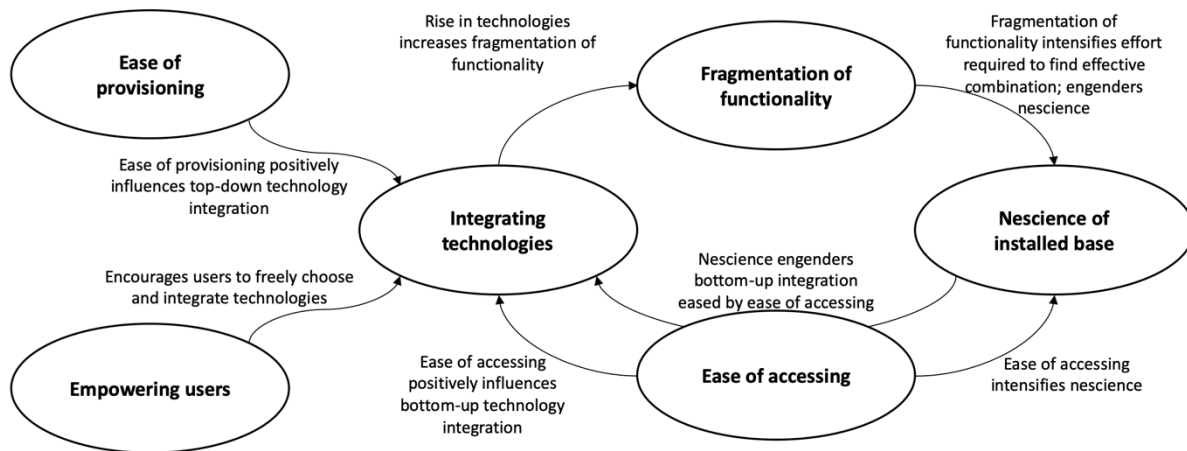 Ease of
provisioning
Rise in technologies
increases fragmentation of
functionality
Fragmentation of
functionality
Fragmentation of
functionality intensifies effort
required to find effective
combination; engenders
nescience
Ease of provisioning positively
influences top-down technology
integration
Integrating
technologies
Nescience of
installed base
Encourages users to freely choose
and integrate technologies
Nescience engenders
bottom-up integration
eased by ease of accessing
Empowering users
Ease of accessing
positively influences
bottom-up technology
integration
Ease of accessing
Ease of accessing
intensifies nescience